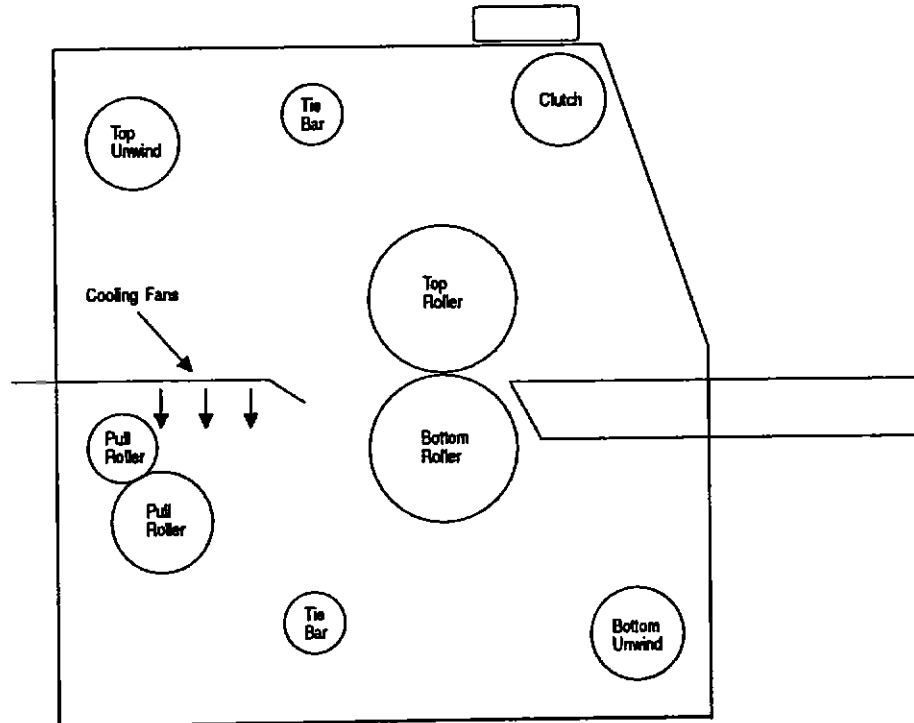 Tie
Bar
Clutch
Top
Unwind
Top
Roller
Cooling Fans
Pull
Roller
Bottom
Roller
Pull
Roller
Tie
Bar
Bottom
Unwind